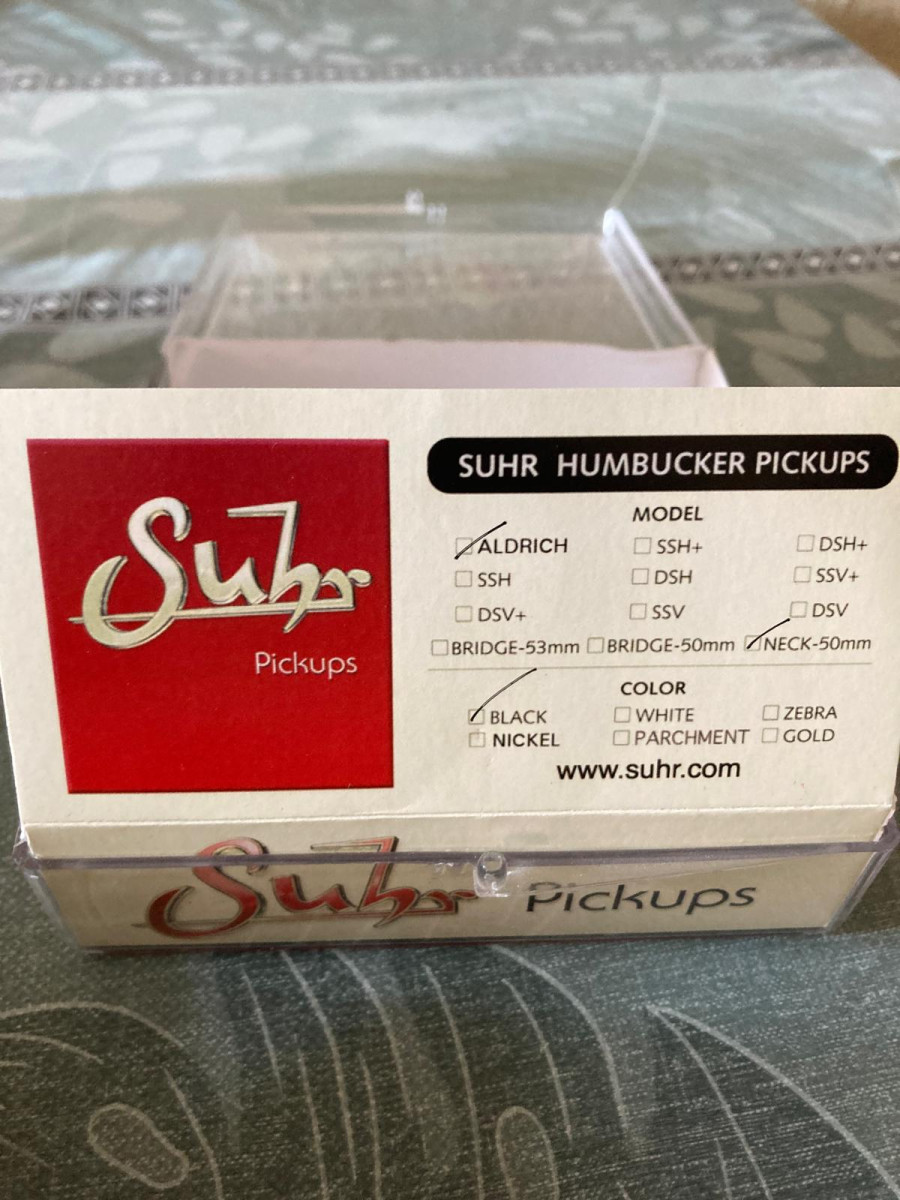 Suhr
Pickups
SUHR HUMBUCKER PICKUPS
MODEL
ALDRICH SSH+ DSH+
SSH DSH SSV+
DSV+ SSV DSV
BRIDGE-53mm BRIDGE-50mm NECK-50mm
COLOR
BLACK WHITE ZEBRA
NICKEL PARCHMENT GOLD
www.suhr.com
Suhr Pickups